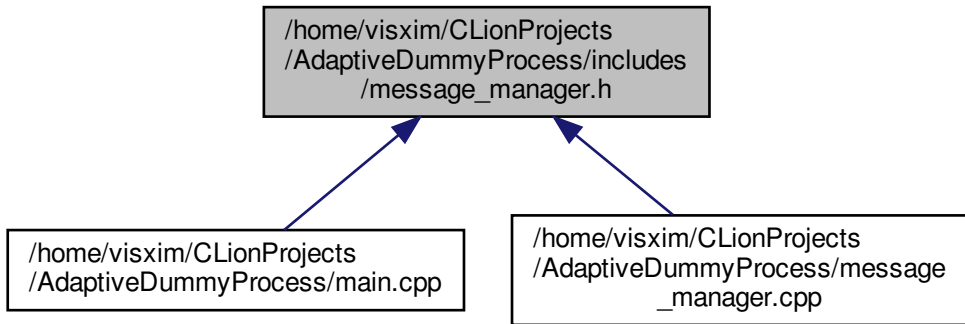 /home/visxim/CLionProjects
/AdaptiveDummyProcess/includes
/message_manager.h
/home/visxim/CLionProjects
/AdaptiveDummyProcess/main.cpp
/home/visxim/CLionProjects
/AdaptiveDummyProcess/message
_manager.cpp